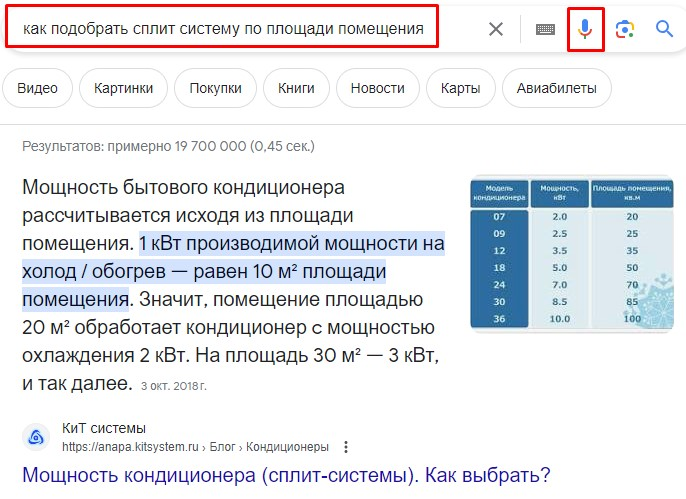 как подобрать сплит систему по площади помещения
Видео
Картинки
Покупки
Книги
Новости
Карты
Авиабилеты
Результатов: примерно 19 700 000 (0,45 сек.)
Мощность бытового кондиционера
рассчитывается исходя из площади
помещения. 1 кВт производимой мощности на
холод / обогрев — равен 10 м² площади
помещения. Значит, помещение площадью
20 м² обработает кондиционер с мощностью
охлаждения 2 кВт. На площадь 30 м² — 3 кВт,
и так далее. 3 окт. 2018 г.
Модель кондиционера Мощность, кВт Площадь помещения, кв.м
07 2.0 20
09 2.5 25
12 3.5 35
18 5.0 50
24 7.0 70
30 8.5 85
36 10.0 100
КиТ системы
https://anapa.kitsystem.ru › Блог › Кондиционеры
Мощность кондиционера (сплит-системы). Как выбрать?